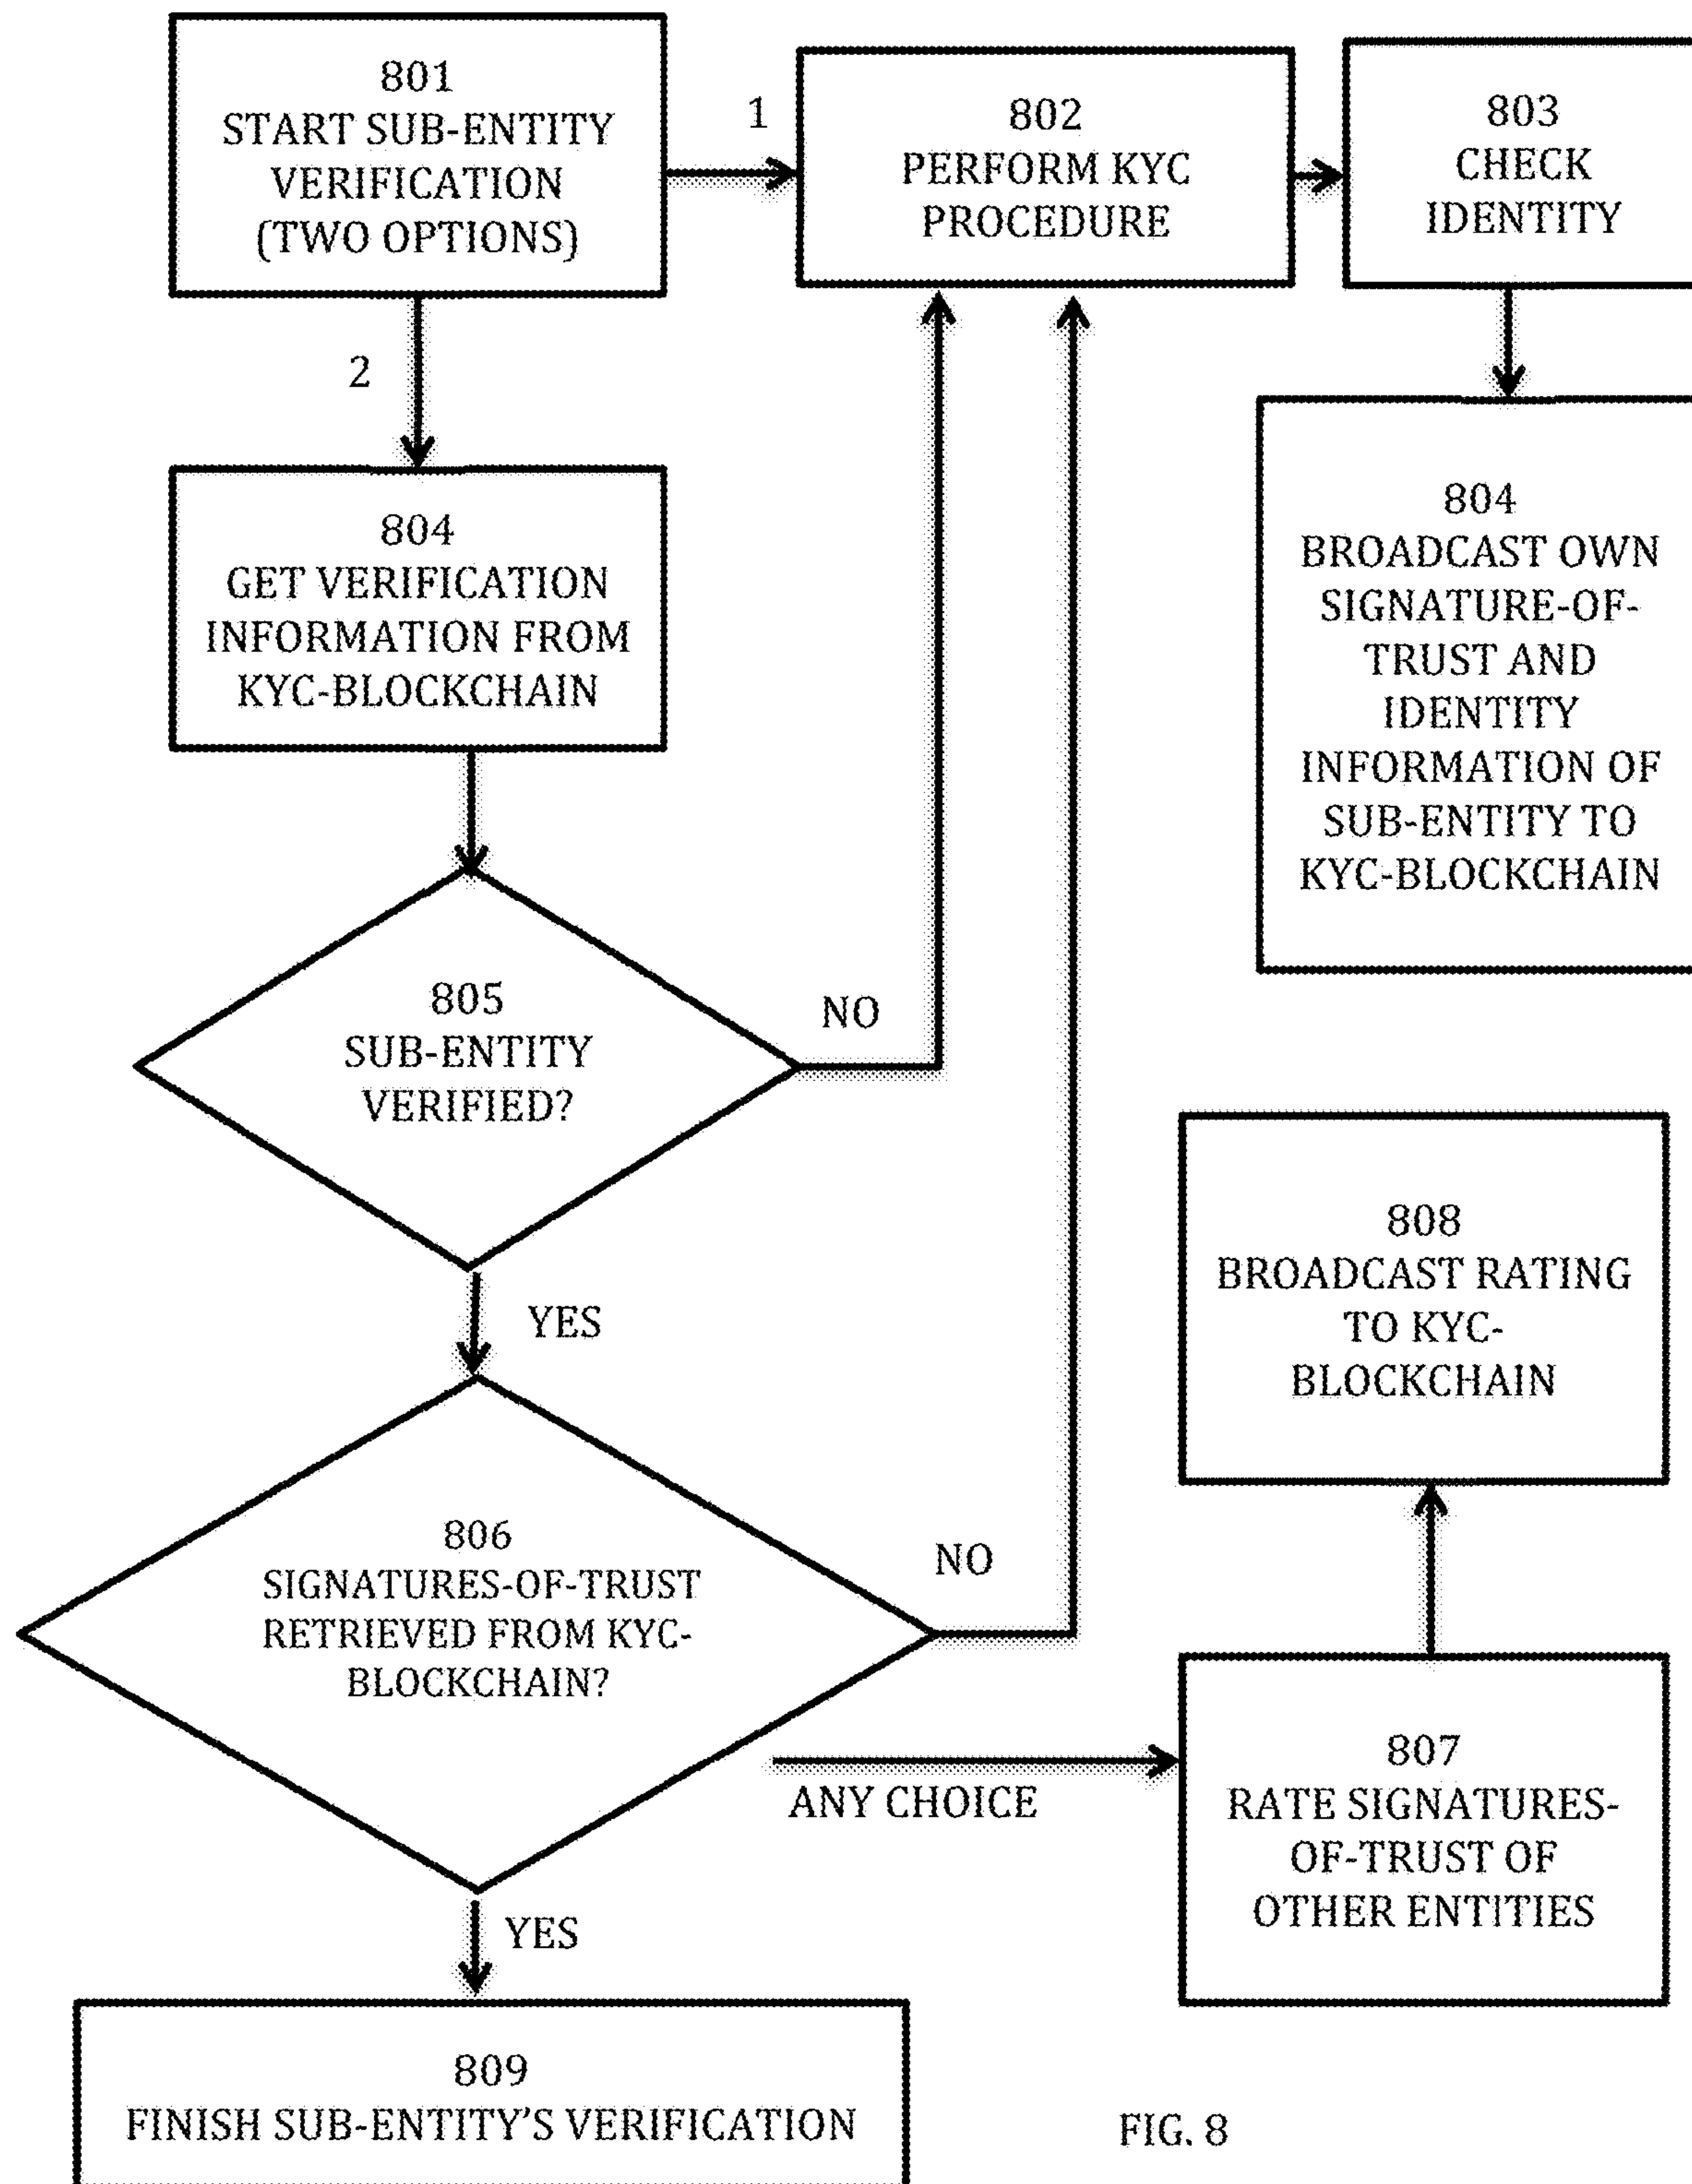 801
START SUB-ENTITY
VERIFICATION
(TWO OPTIONS)
1
802
PERFORM KYC
PROCEDURE
803
CHECK
IDENTITY
2
804
GET VERIFICATION
INFORMATION FROM
KYC-BLOCKCHAIN
804
BROADCAST OWN
SIGNATURE-OF-
TRUST AND
IDENTITY
INFORMATION OF
SUB-ENTITY TO
KYC-BLOCKCHAIN
805
SUB-ENTITY
VERIFIED?
NO
YES
806
SIGNATURES-OF-TRUST
RETRIEVED FROM KYC-
BLOCKCHAIN?
NO
ANY CHOICE
808
BROADCAST RATING
TO KYC-
BLOCKCHAIN
807
RATE SIGNATURES-
OF-TRUST OF
OTHER ENTITIES
YES
809
FINISH SUB-ENTITY'S VERIFICATION
FIG. 8